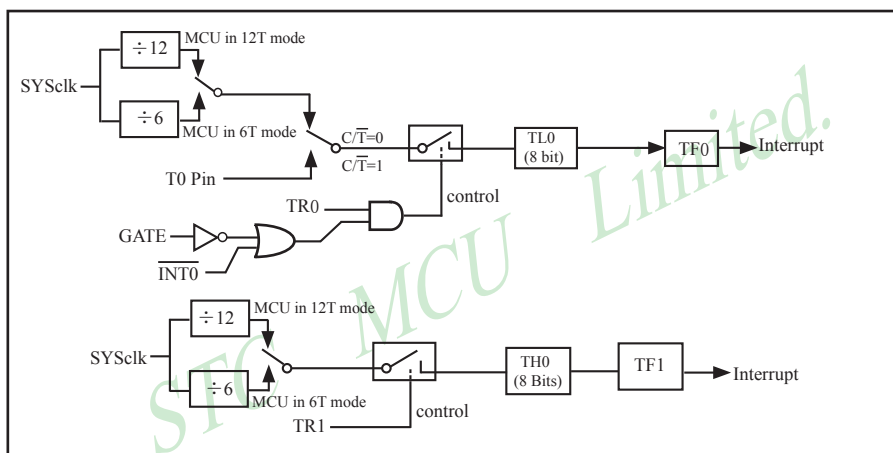 ÷12
MCU in 12T mode
SYSclk
÷6
MCU in 6T mode
C/T̅=0
C/T̅=1
T0 Pin
TL0
(8 bit)
TF0
Interrupt
control
TR0
GATE
I̅N̅T̅0̅
÷12
MCU in 12T mode
SYSclk
÷6
MCU in 6T mode
TH0
(8 Bits)
TF1
Interrupt
control
TR1
STC MCU Limited.